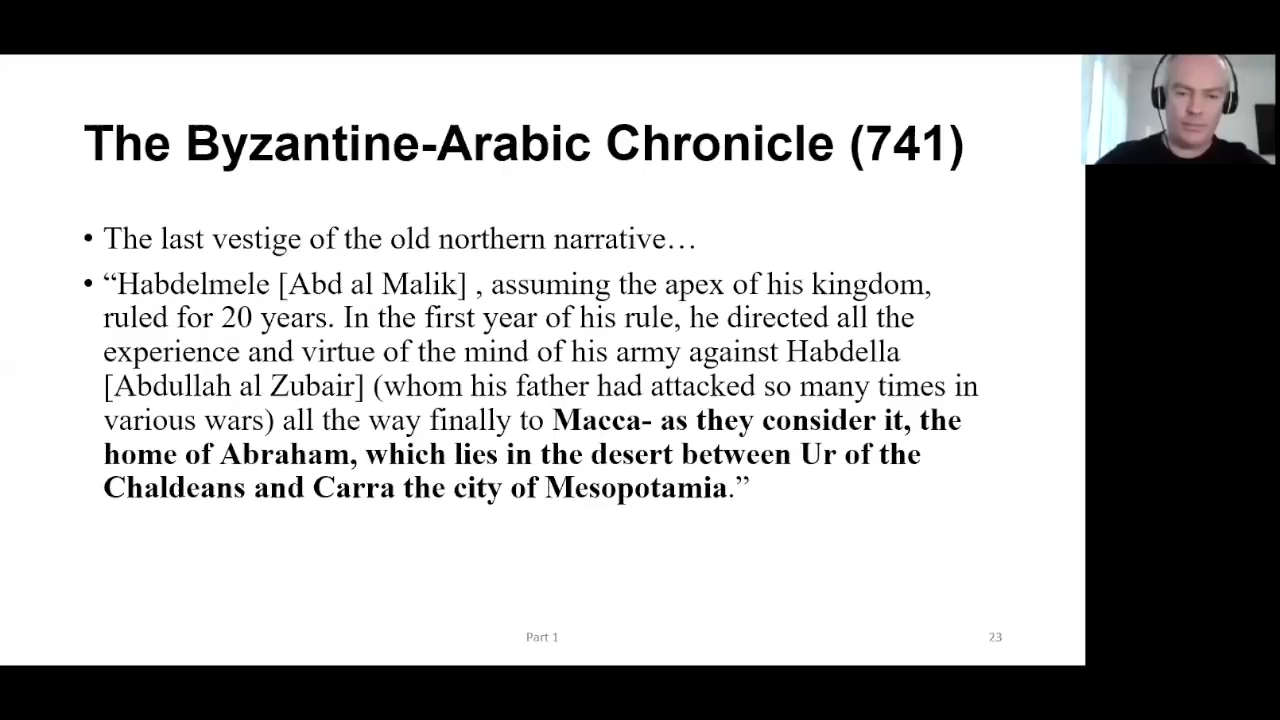 The Byzantine-Arabic Chronicle (741)
• The last vestige of the old northern narrative…
• “Habdelmele [Abd al Malik] , assuming the apex of his kingdom,
ruled for 20 years. In the first year of his rule, he directed all the
experience and virtue of the mind of his army against Habdella
[Abdullah al Zubair] (whom his father had attacked so many times in
various wars) all the way finally to Macca- as they consider it, the
home of Abraham, which lies in the desert between Ur of the
Chaldeans and Carra the city of Mesopotamia.”
Part 1
23